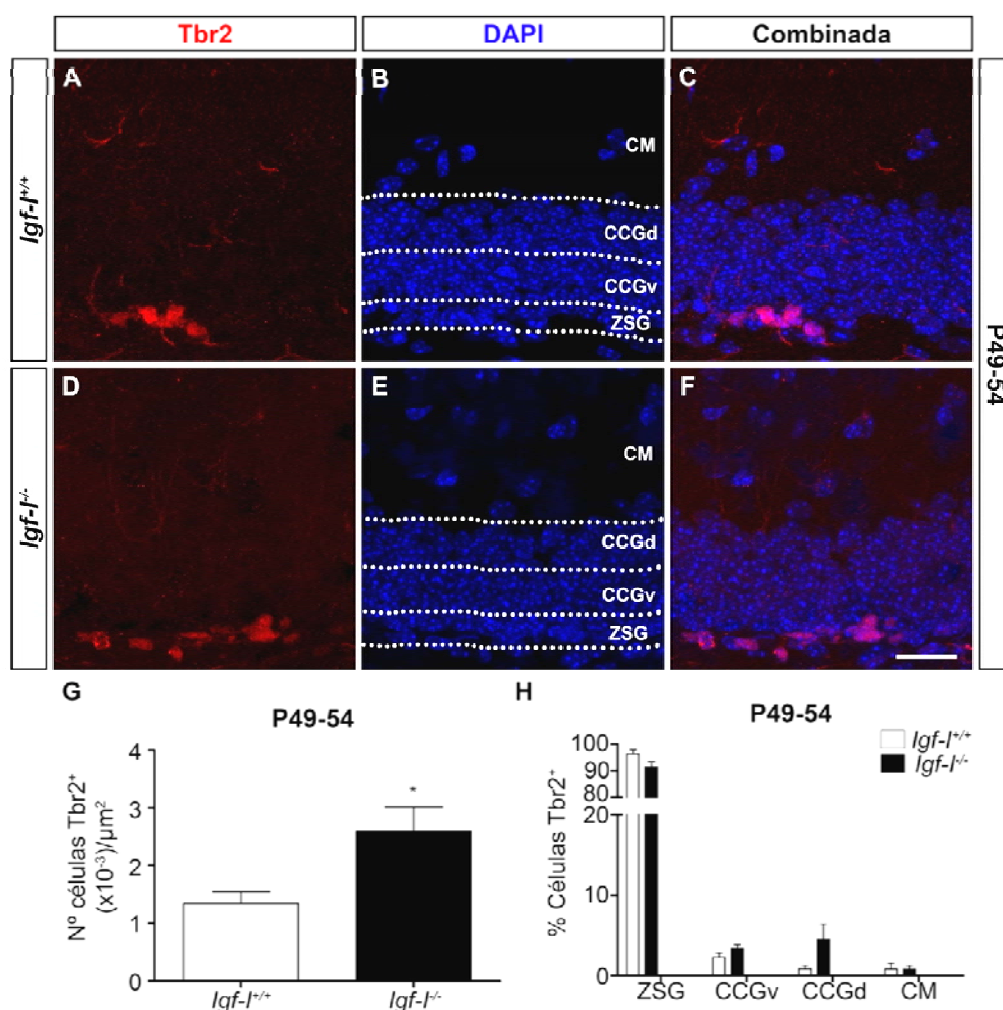 Tbr2 DAPI Combinada
Igf-I+/+
A B C
CM
CCGd
CCGv
ZSG
P49-54
Igf-I-/-
D E F
CM
CCGd
CCGv
ZSG
G
P49-54
Nº células Tbr2+
(x10-3)/µm2
4
3
2
1
0
*
Igf-I+/+ Igf-I-/-
H
P49-54
Igf-I+/+
Igf-I-/-
% Células Tbr2+
100
90
80
20
10
0
ZSG CCGv CCGd CM